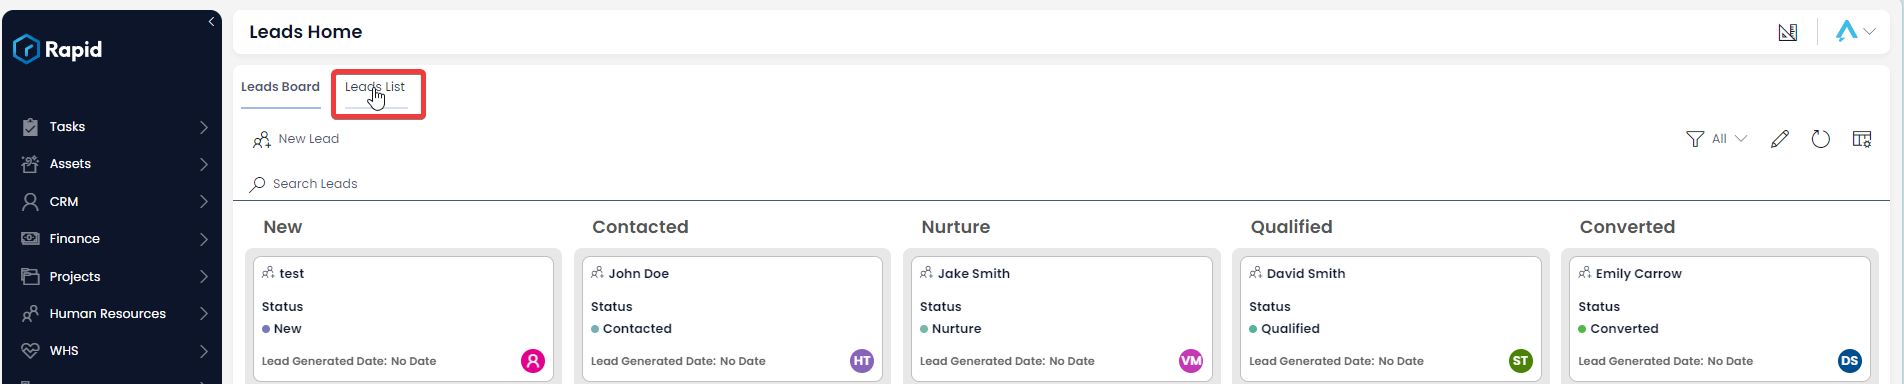 Rapid
Tasks
Assets
CRM
Finance
Projects
Human Resources
WHS
Leads Home
Leads Board
Leads List
New Lead
All
Search Leads
New
test
Status
New
Lead Generated Date: No Date
Contacted
John Doe
Status
Contacted
Lead Generated Date: No Date
HT
Nurture
Jake Smith
Status
Nurture
Lead Generated Date: No Date
VM
Qualified
David Smith
Status
Qualified
Lead Generated Date: No Date
ST
Converted
Emily Carrow
Status
Converted
Lead Generated Date: No Date
DS